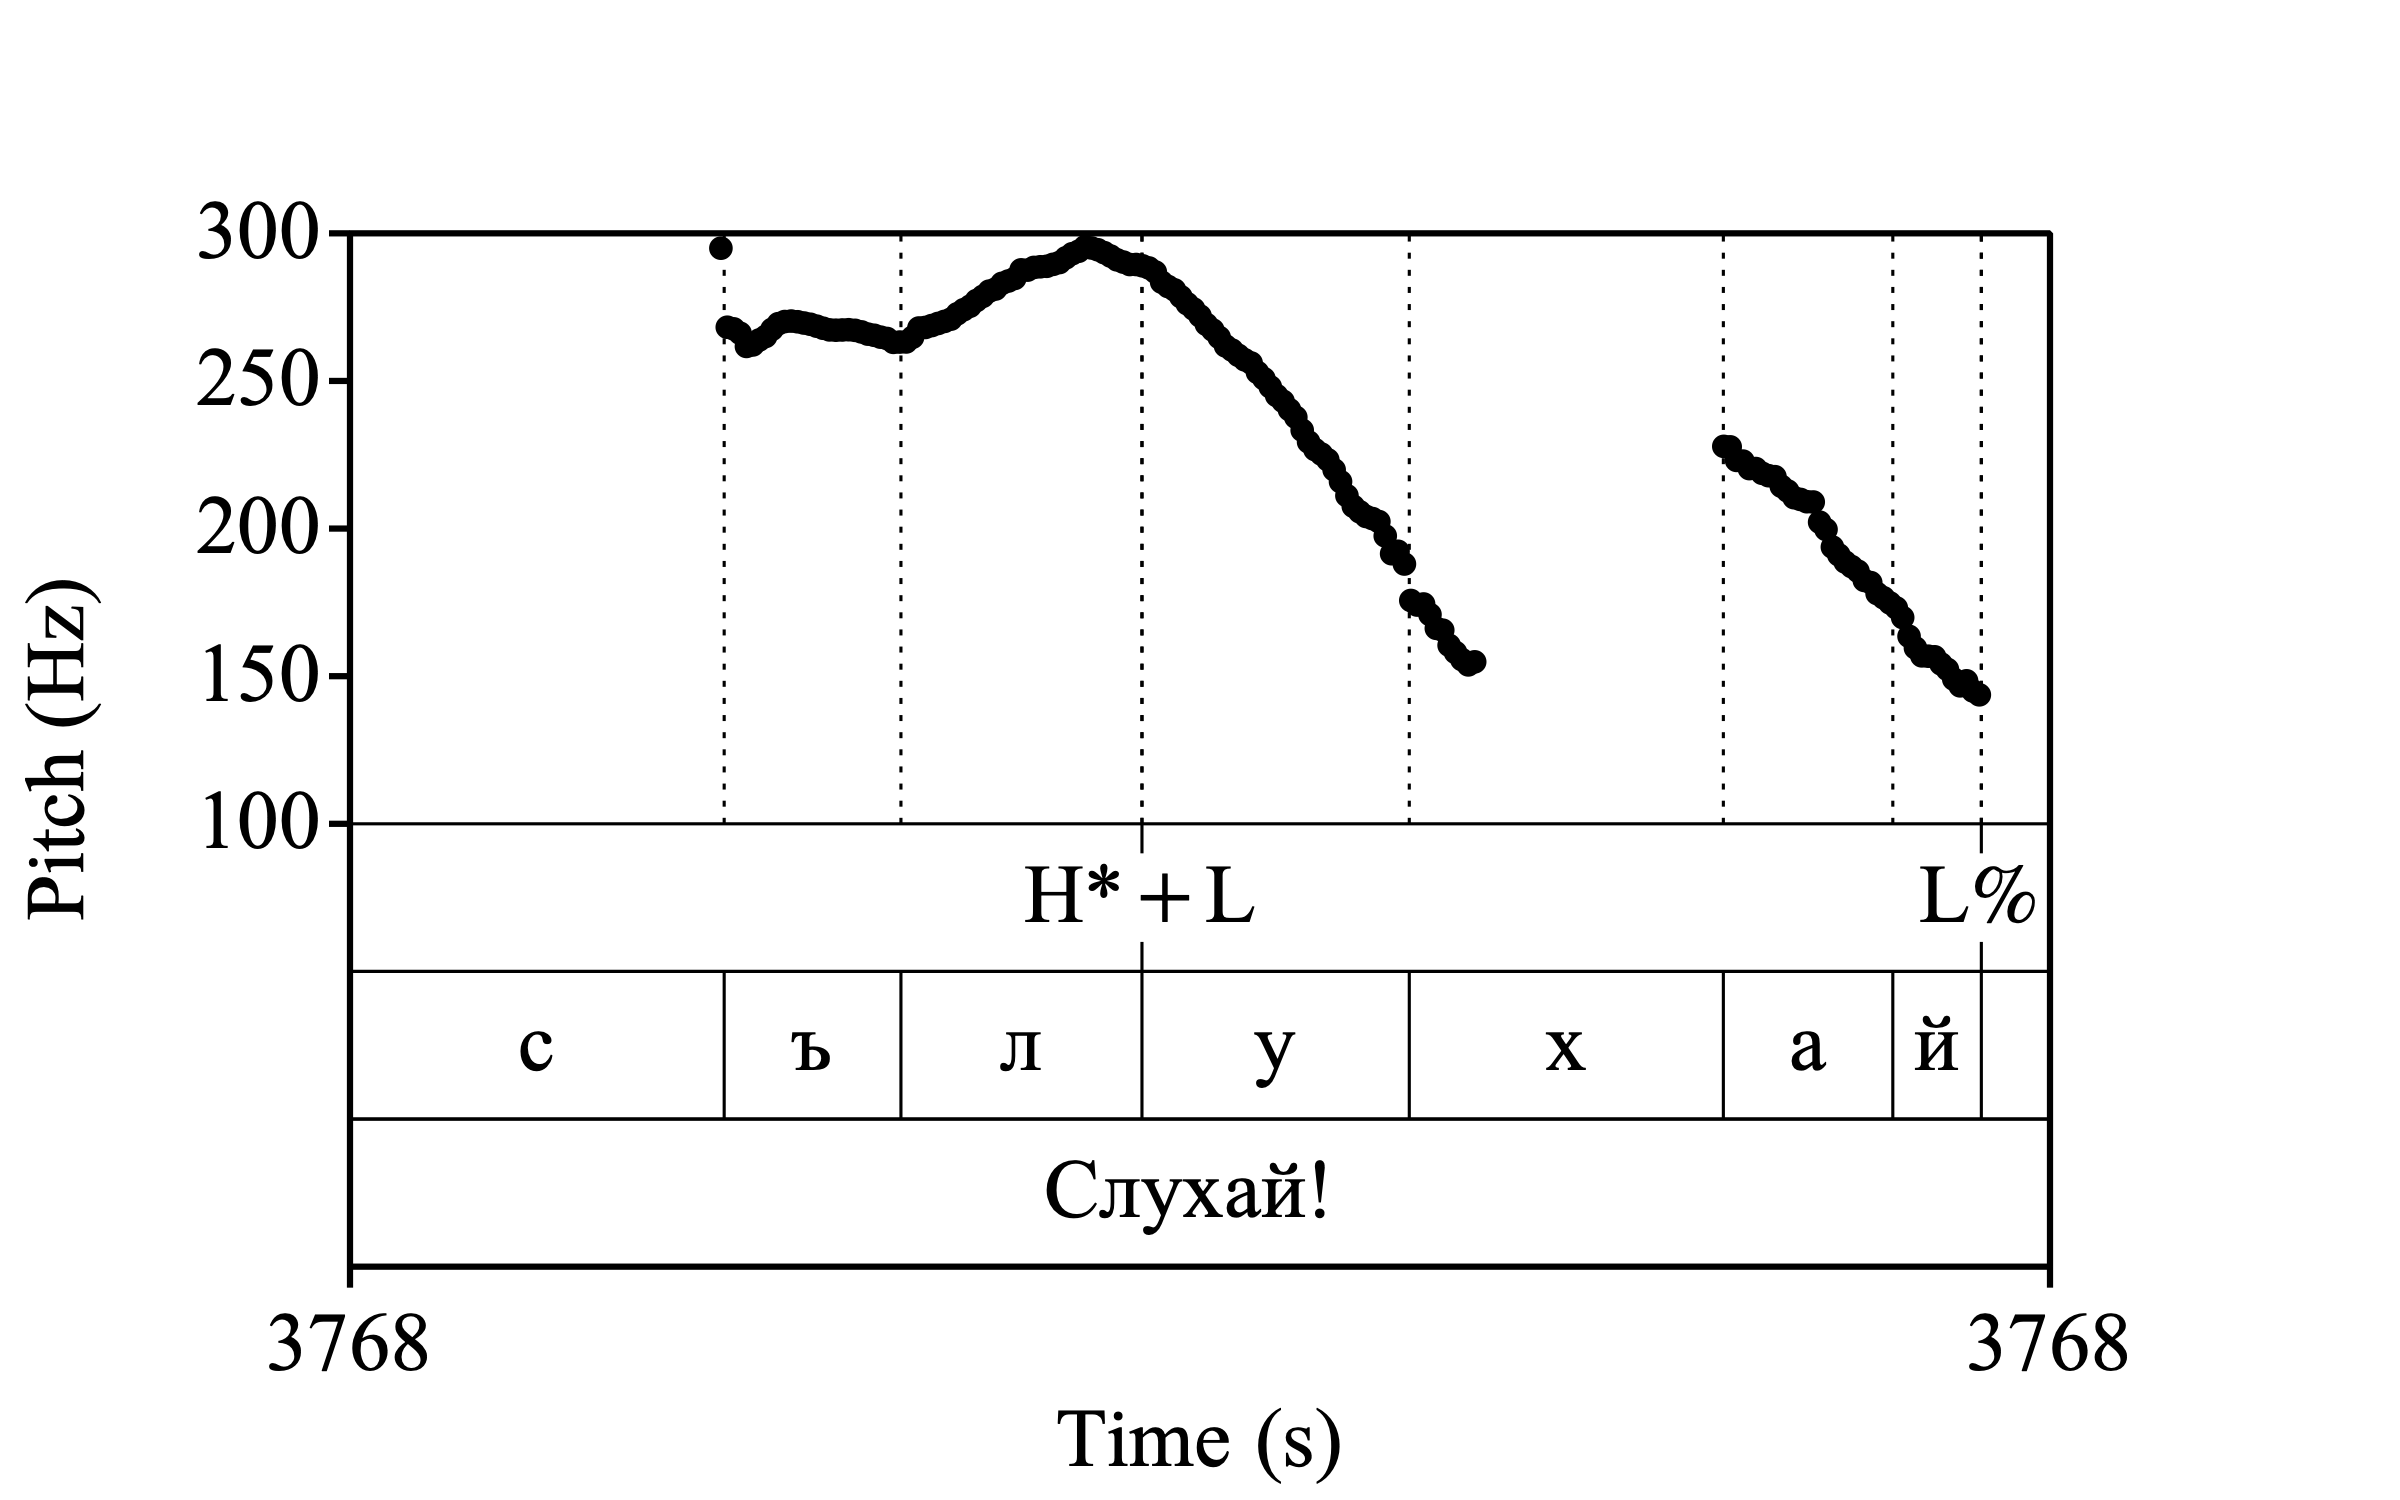 300
250
200
150
100
Pitch (Hz)
H* + L L%
с ъ л у х а й
Слухай!
3768 3768
Time (s)